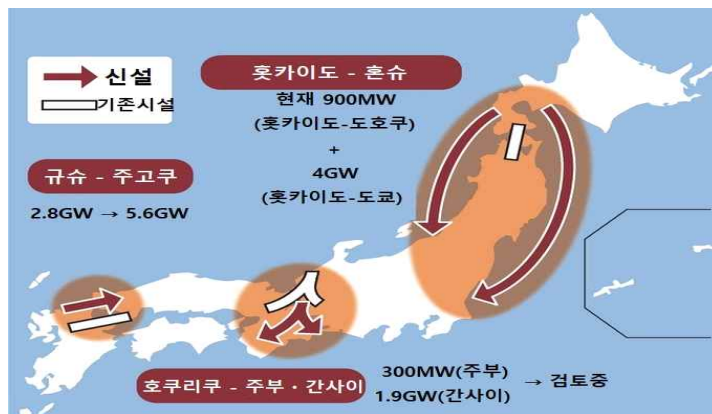 신설
기존시설
홋카이도 - 혼슈
현재 900MW
(홋카이도-도호쿠)
+
4GW
(홋카이도-도쿄)
규슈 - 주고쿠
2.8GW → 5.6GW
호쿠리쿠 - 주부 · 간사이
300MW(주부)
1.9GW(간사이)
→ 검토중